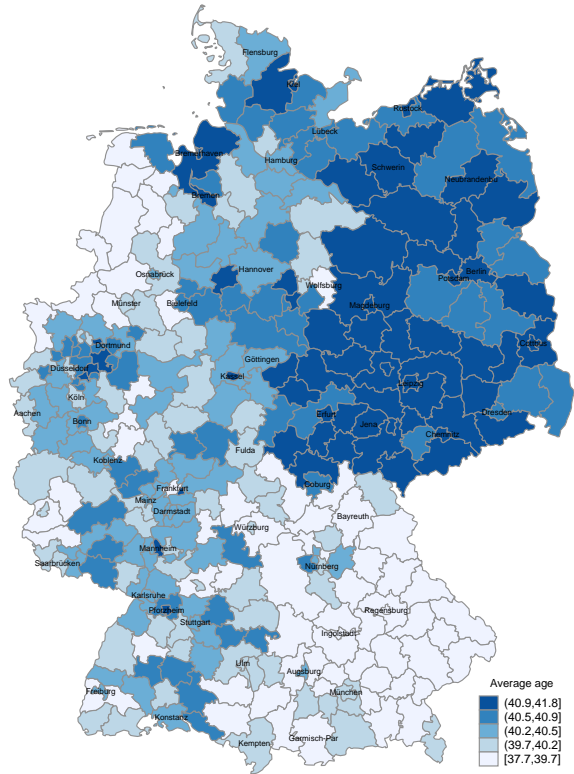 Flensburg
Kiel
Rostock
Lübeck
Bremerhaven
Hamburg
Schwerin
Neubrandenbu
Bremen
Osnabrück
Hannover
Wolfsburg
Berlin
Potsdam
Münster
Bielefeld
Magdeburg
Dortmund
Cottbus
Göttingen
Düsseldorf
Kassel
Leipzig
Köln
Aachen
Erfurt
Dresden
Bonn
Jena
Chemnitz
Fulda
Koblenz
Coburg
Frankfurt
Mainz
Darmstadt
Bayreuth
Würzburg
Mannheim
Saarbrücken
Nürnberg
Karlsruhe
Pforzheim
Regensburg
Stuttgart
Ingolstadt
Ulm
Augsburg
Freiburg
München
Konstanz
Kempten
Garmisch-Par
Average age
(40.9,41.8]
(40.5,40.9]
(40.2,40.5]
(39.7,40.2]
[37.7,39.7]